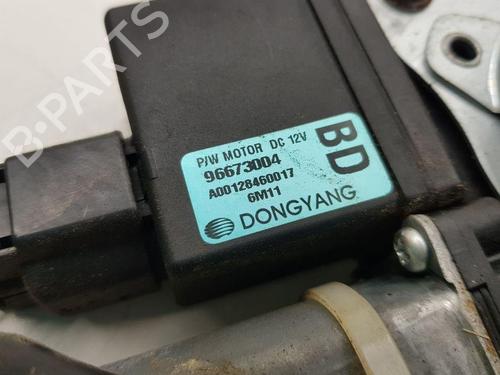 B-PARTS
P/W MOTOR DC 12V
96673004
A00128460017
6M11
BD
DONGYANG